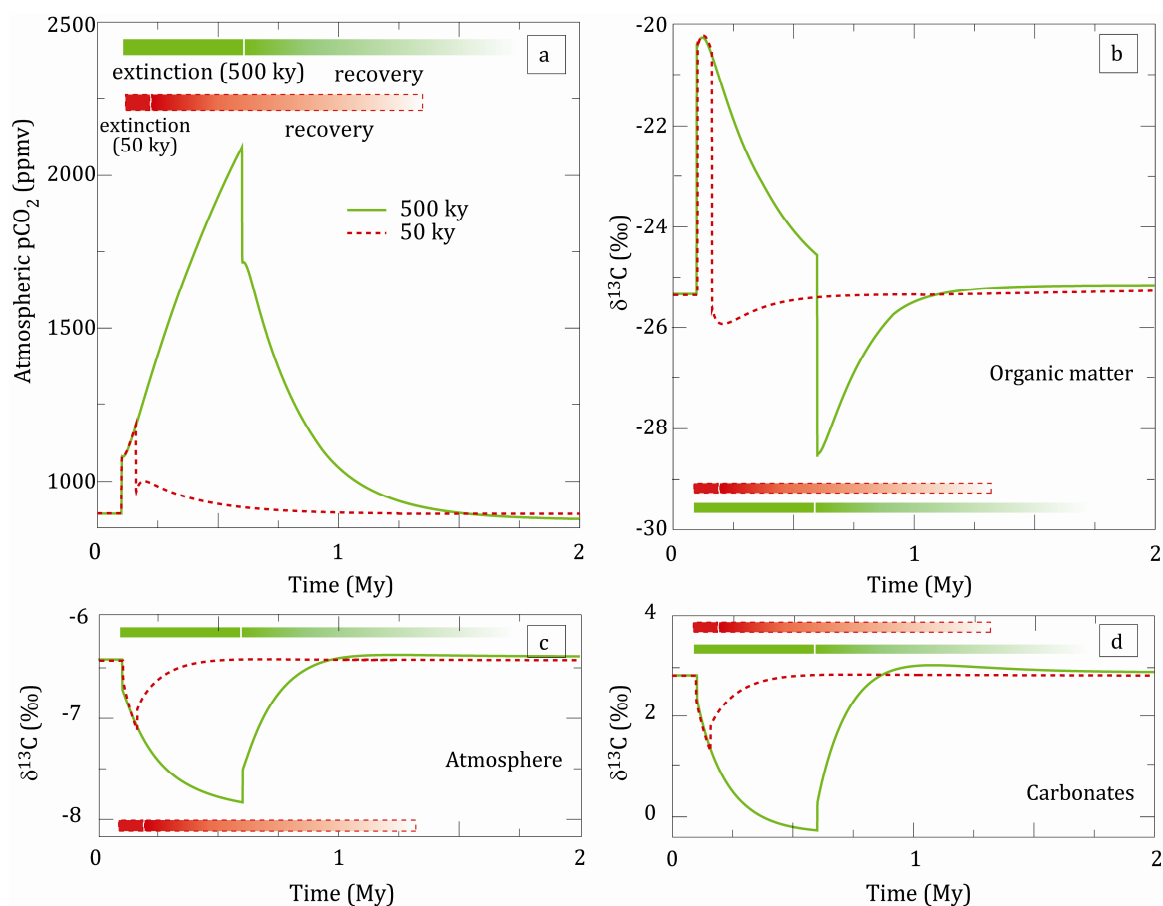 2500
a
extinction (500 ky)
recovery
extinction
(50 ky)
recovery
2000
500 ky
50 ky
1500
1000
Atmospheric pCO2 (ppmv)
0 1 2
Time (My)
-20
b
-22
-24
-26
-28
-30
δ13C (‰)
Organic matter
0 1 2
Time (My)
-6
c
-7
-8
δ13C (‰)
Atmosphere
0 1 2
Time (My)
4
d
2
0
δ13C (‰)
Carbonates
0 1 2
Time (My)